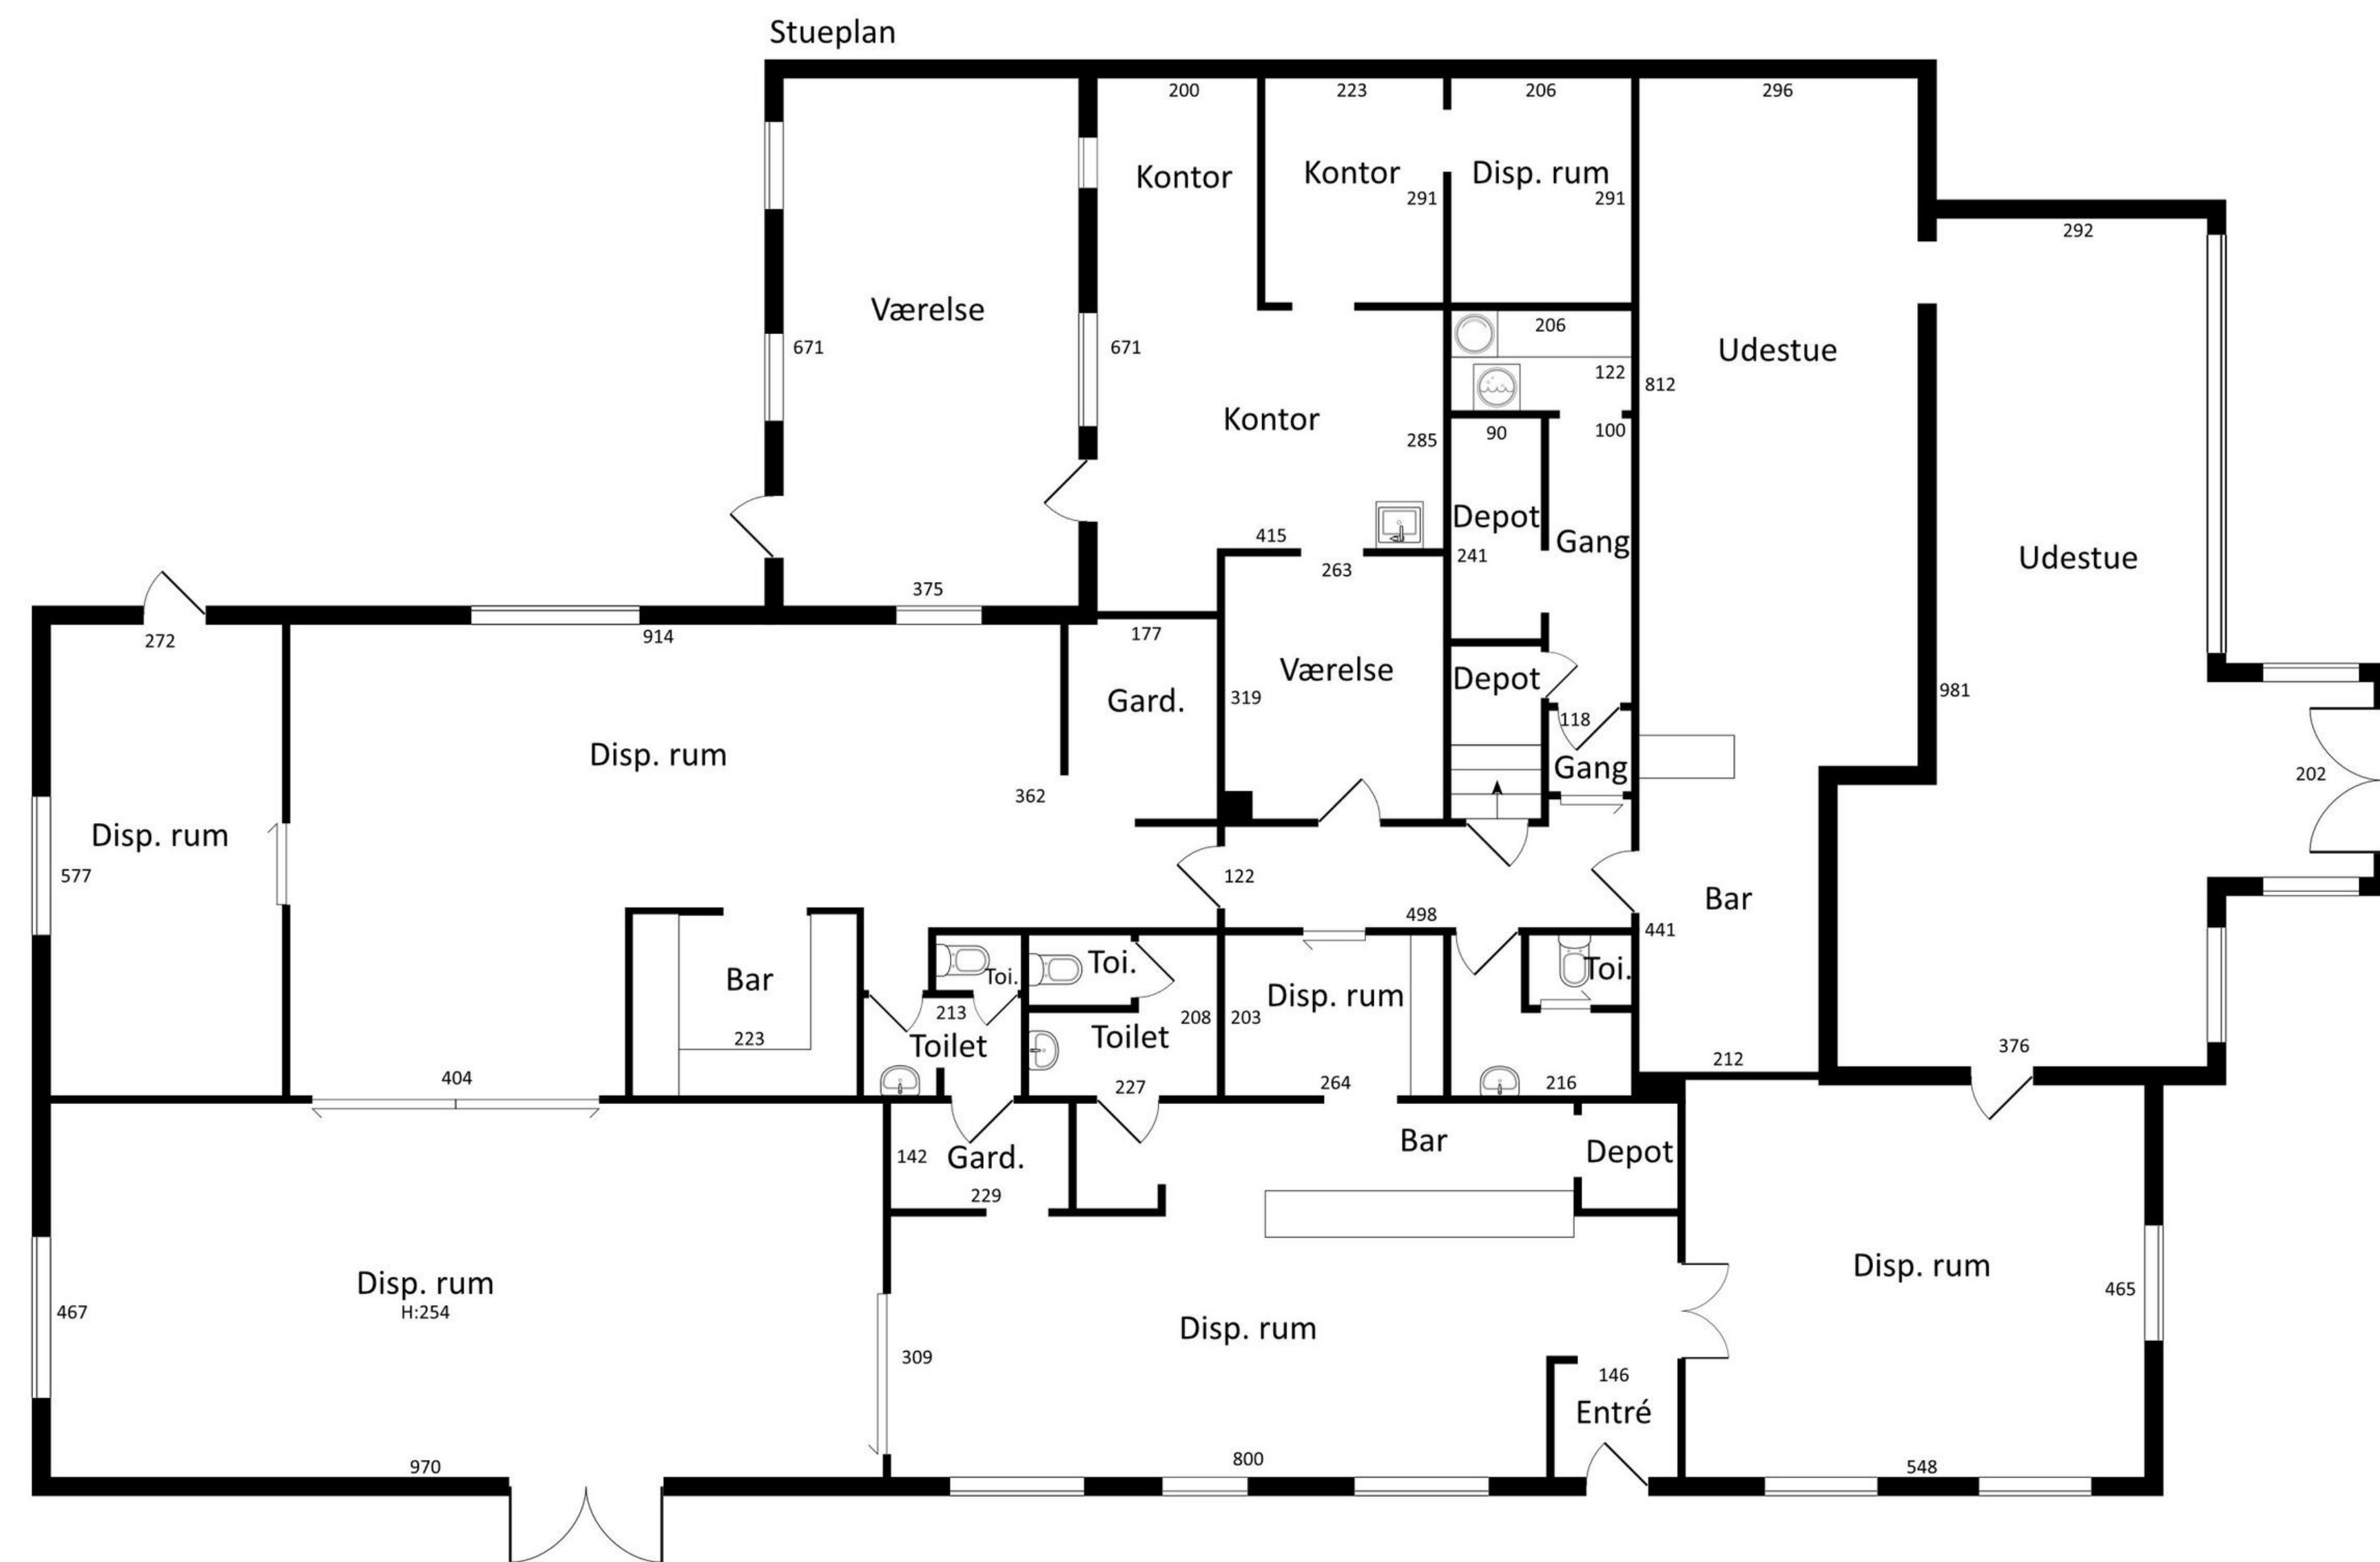 Stueplan
200
223
206
296
Kontor
Kontor
291
Disp. rum
291
292
Værelse
671
671
206
122
Udestue
812
Kontor
285
90
100
415
263
Depot
241
Gang
Udestue
375
272
914
177
Gard.
319
Værelse
Depot
118
Gang
981
202
Disp. rum
577
Disp. rum
362
122
498
Bar
441
Bar
223
Toi.
213
Toilet
Toi.
208
Toilet
227
203
Disp. rum
264
Toi.
216
212
376
404
142
Gard.
229
Bar
Depot
Disp. rum
H:254
467
970
309
Disp. rum
800
146
Entré
Disp. rum
465
548